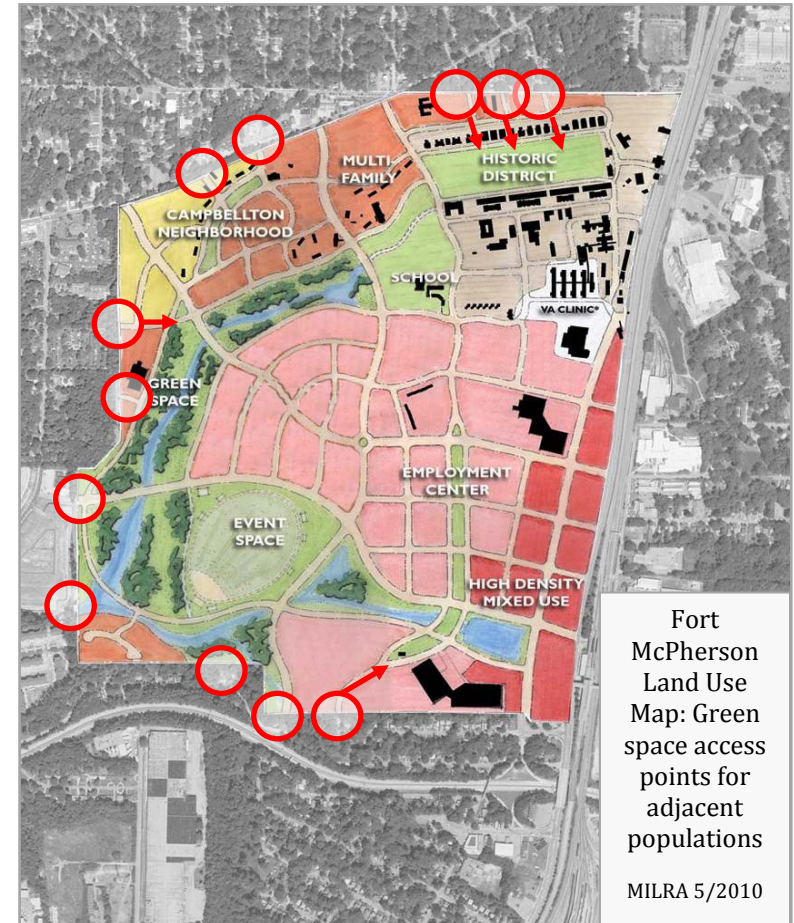 MULTI-
FAMILY
HISTORIC
DISTRICT
CAMPBELLTON
NEIGHBORHOOD
SCHOOL
VA CLINIC*
GREEN
SPACE
EMPLOYMENT
CENTER
EVENT
SPACE
HIGH DENSITY
MIXED USE
Fort
McPherson
Land Use
Map: Green
space access
points for
adjacent
populations
MILRA 5/2010